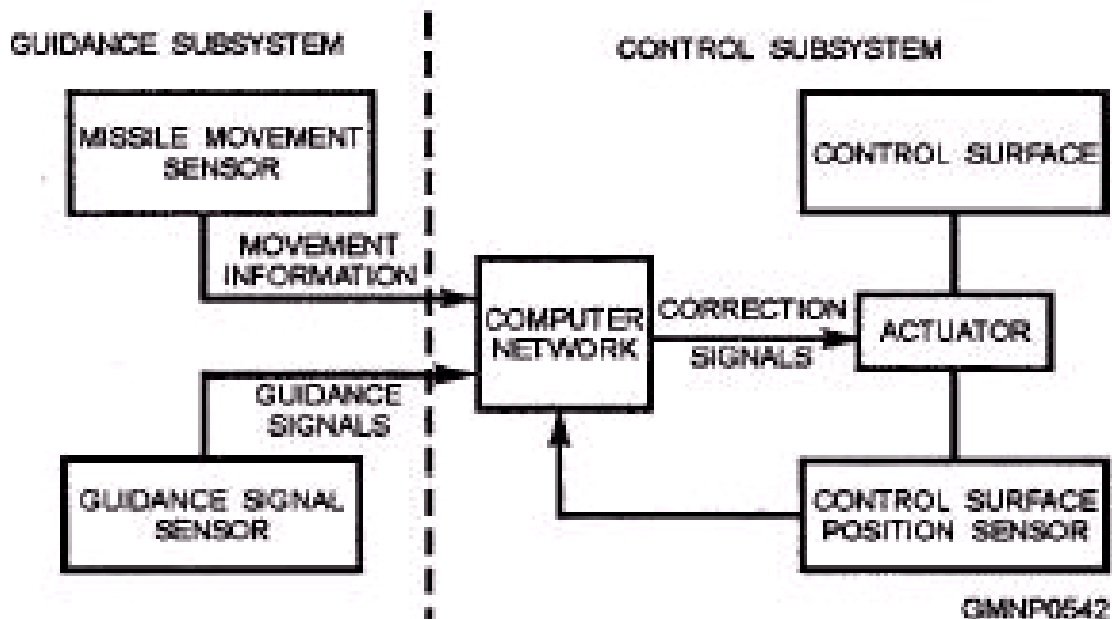 GUIDANCE SUBSYSTEM
CONTROL SUBSYSTEM
MISSILE MOVEMENT
SENSOR
CONTROL SURFACE
MOVEMENT
INFORMATION
COMPUTER
NETWORK
CORRECTION
SIGNALS
ACTUATOR
GUIDANCE
SIGNALS
GUIDANCE SIGNAL
SENSOR
CONTROL SURFACE
POSITION SENSOR
GMNP0542